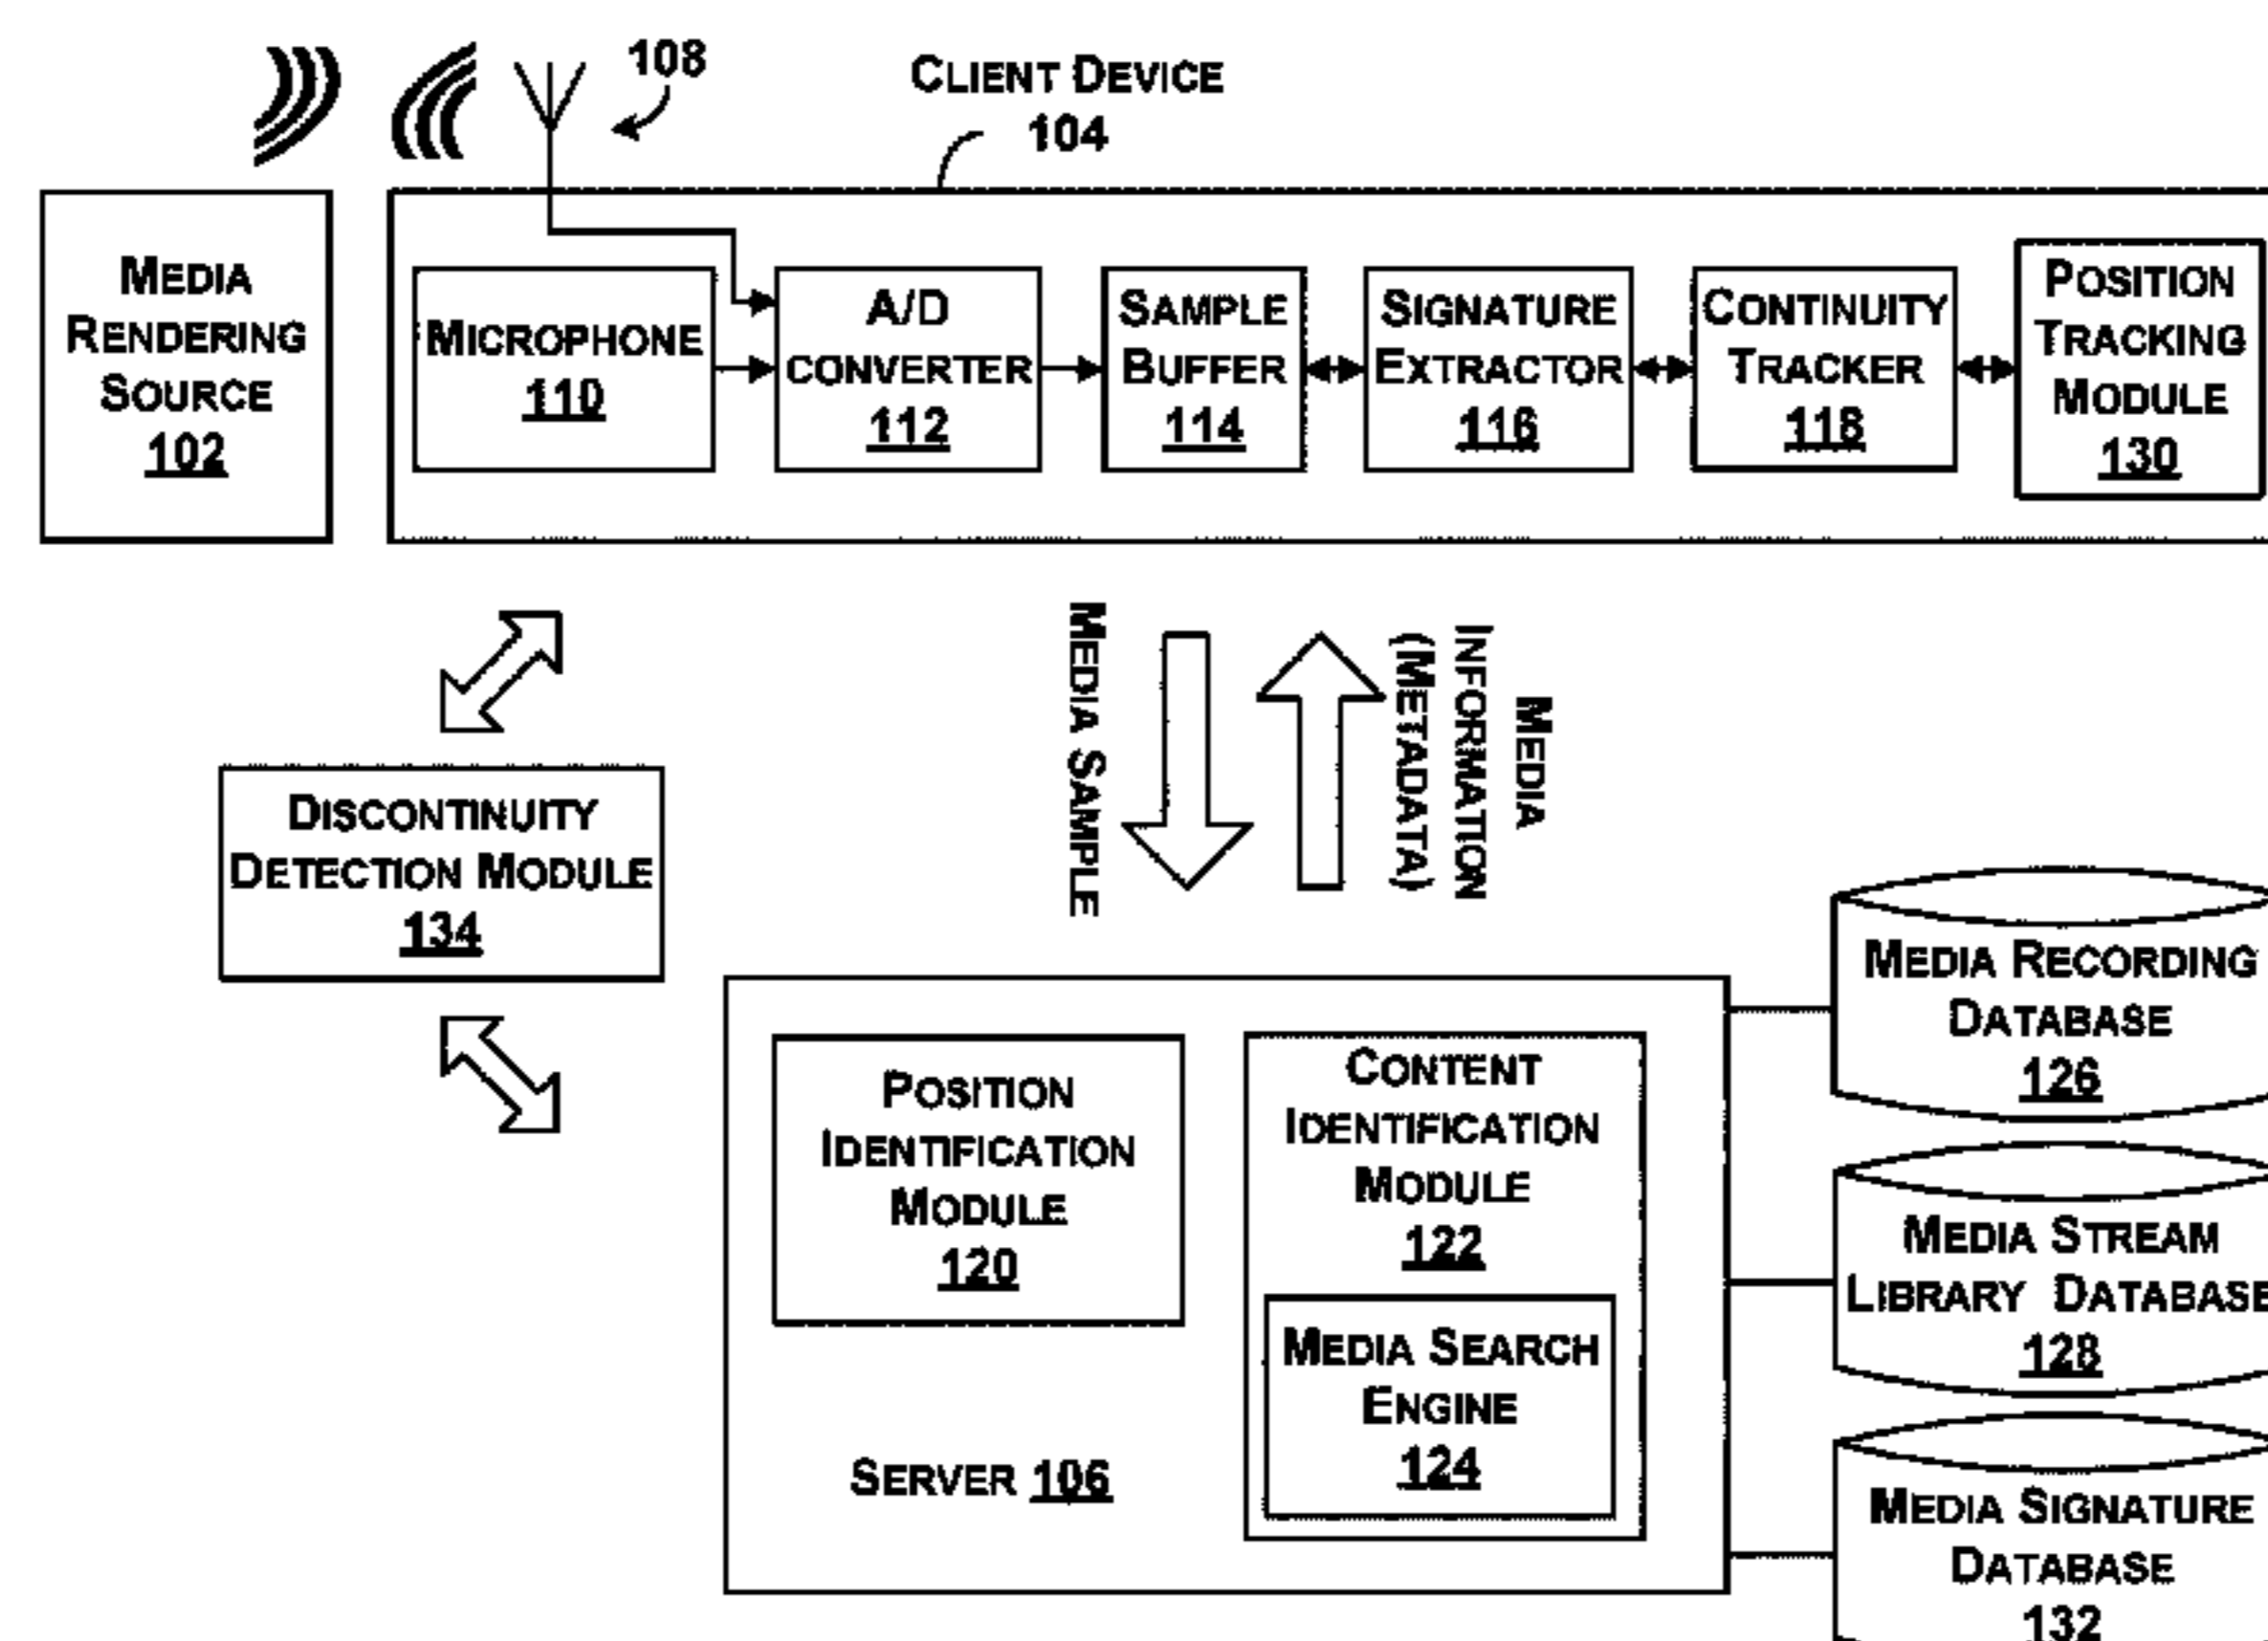 108
CLIENT DEVICE
104
MEDIA
RENDERING
SOURCE
102
MICROPHONE
110
A/D
CONVERTER
112
SAMPLE
BUFFER
114
SIGNATURE
EXTRACTOR
116
CONTINUITY
TRACKER
118
POSITION
TRACKING
MODULE
130
MEDIA SAMPLE
MEDIA
INFORMATION
(METADATA)
DISCONTINUITY
DETECTION MODULE
134
POSITION
IDENTIFICATION
MODULE
120
CONTENT
IDENTIFICATION
MODULE
122
MEDIA SEARCH
ENGINE
124
SERVER 106
MEDIA RECORDING
DATABASE
126
MEDIA STREAM
LIBRARY DATABASE
128
MEDIA SIGNATURE
DATABASE
132